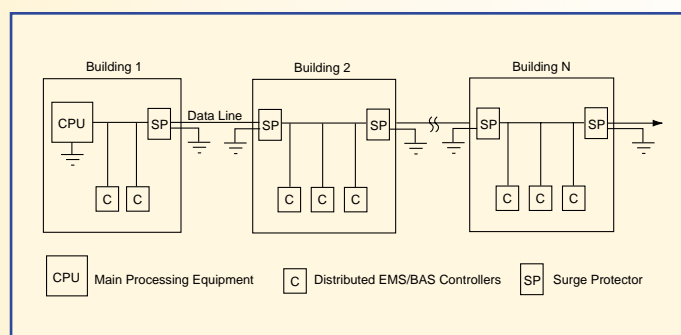 Building 1
Building 2
Building N
CPU
SP
Data Line
SP
SP
SP
SP
C
C
C
C
C
C
C
C
CPU
Main Processing Equipment
C
Distributed EMS/BAS Controllers
SP
Surge Protector